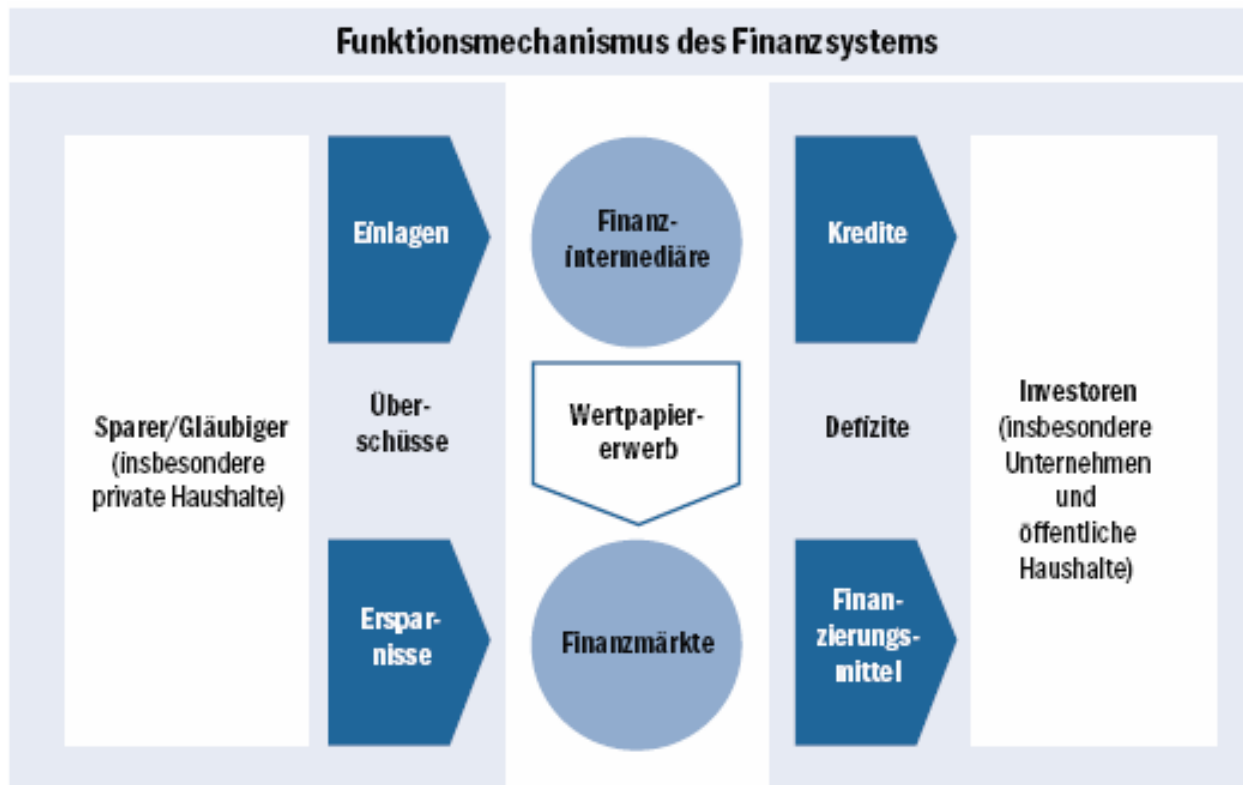 Funktionsmechanismus des Finanzsystems
Sparer/Gläubiger
(insbesondere
private Haushalte)
Einlagen
Über-
schüsse
Erspar-
nisse
Finanz-
intermediäre
Wertpapier-
erwerb
Finanzmärkte
Kredite
Defizite
Finan-
zierungs-
mittel
Investoren
(insbesondere
Unternehmen
und
öffentliche
Haushalte)